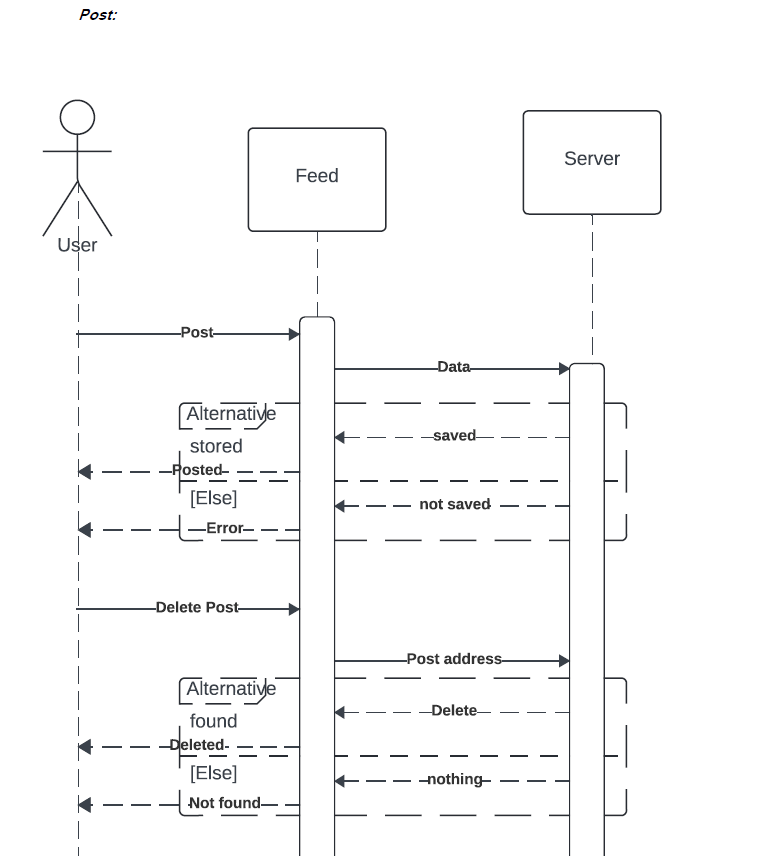 Post:
Server
Feed
User
Post
Data
Alternative
saved
stored
Posted
[Else]
not saved
Error
Delete Post
Post address
Alternative
Delete
found
Deleted
[Else]
nothing
Not found